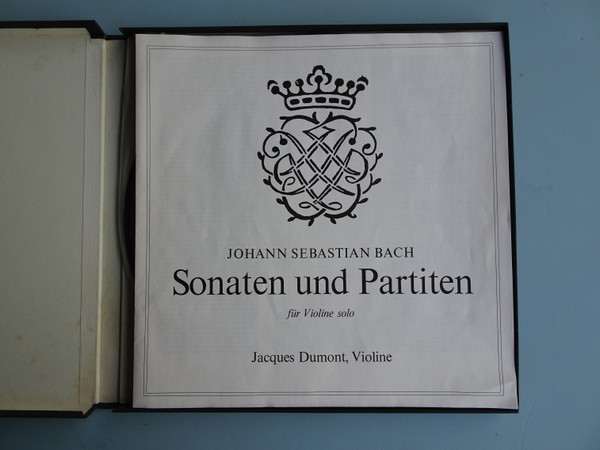 JOHANN SEBASTIAN BACH
Sonaten und Partiten
für Violine solo
Jacques Dumont, Violine